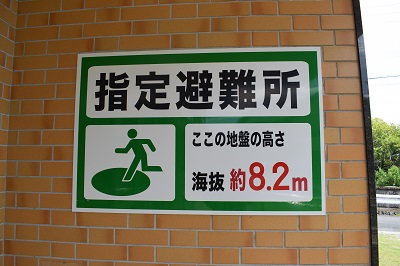 指定避難所
ここの地盤の高さ
海抜 約8.2m